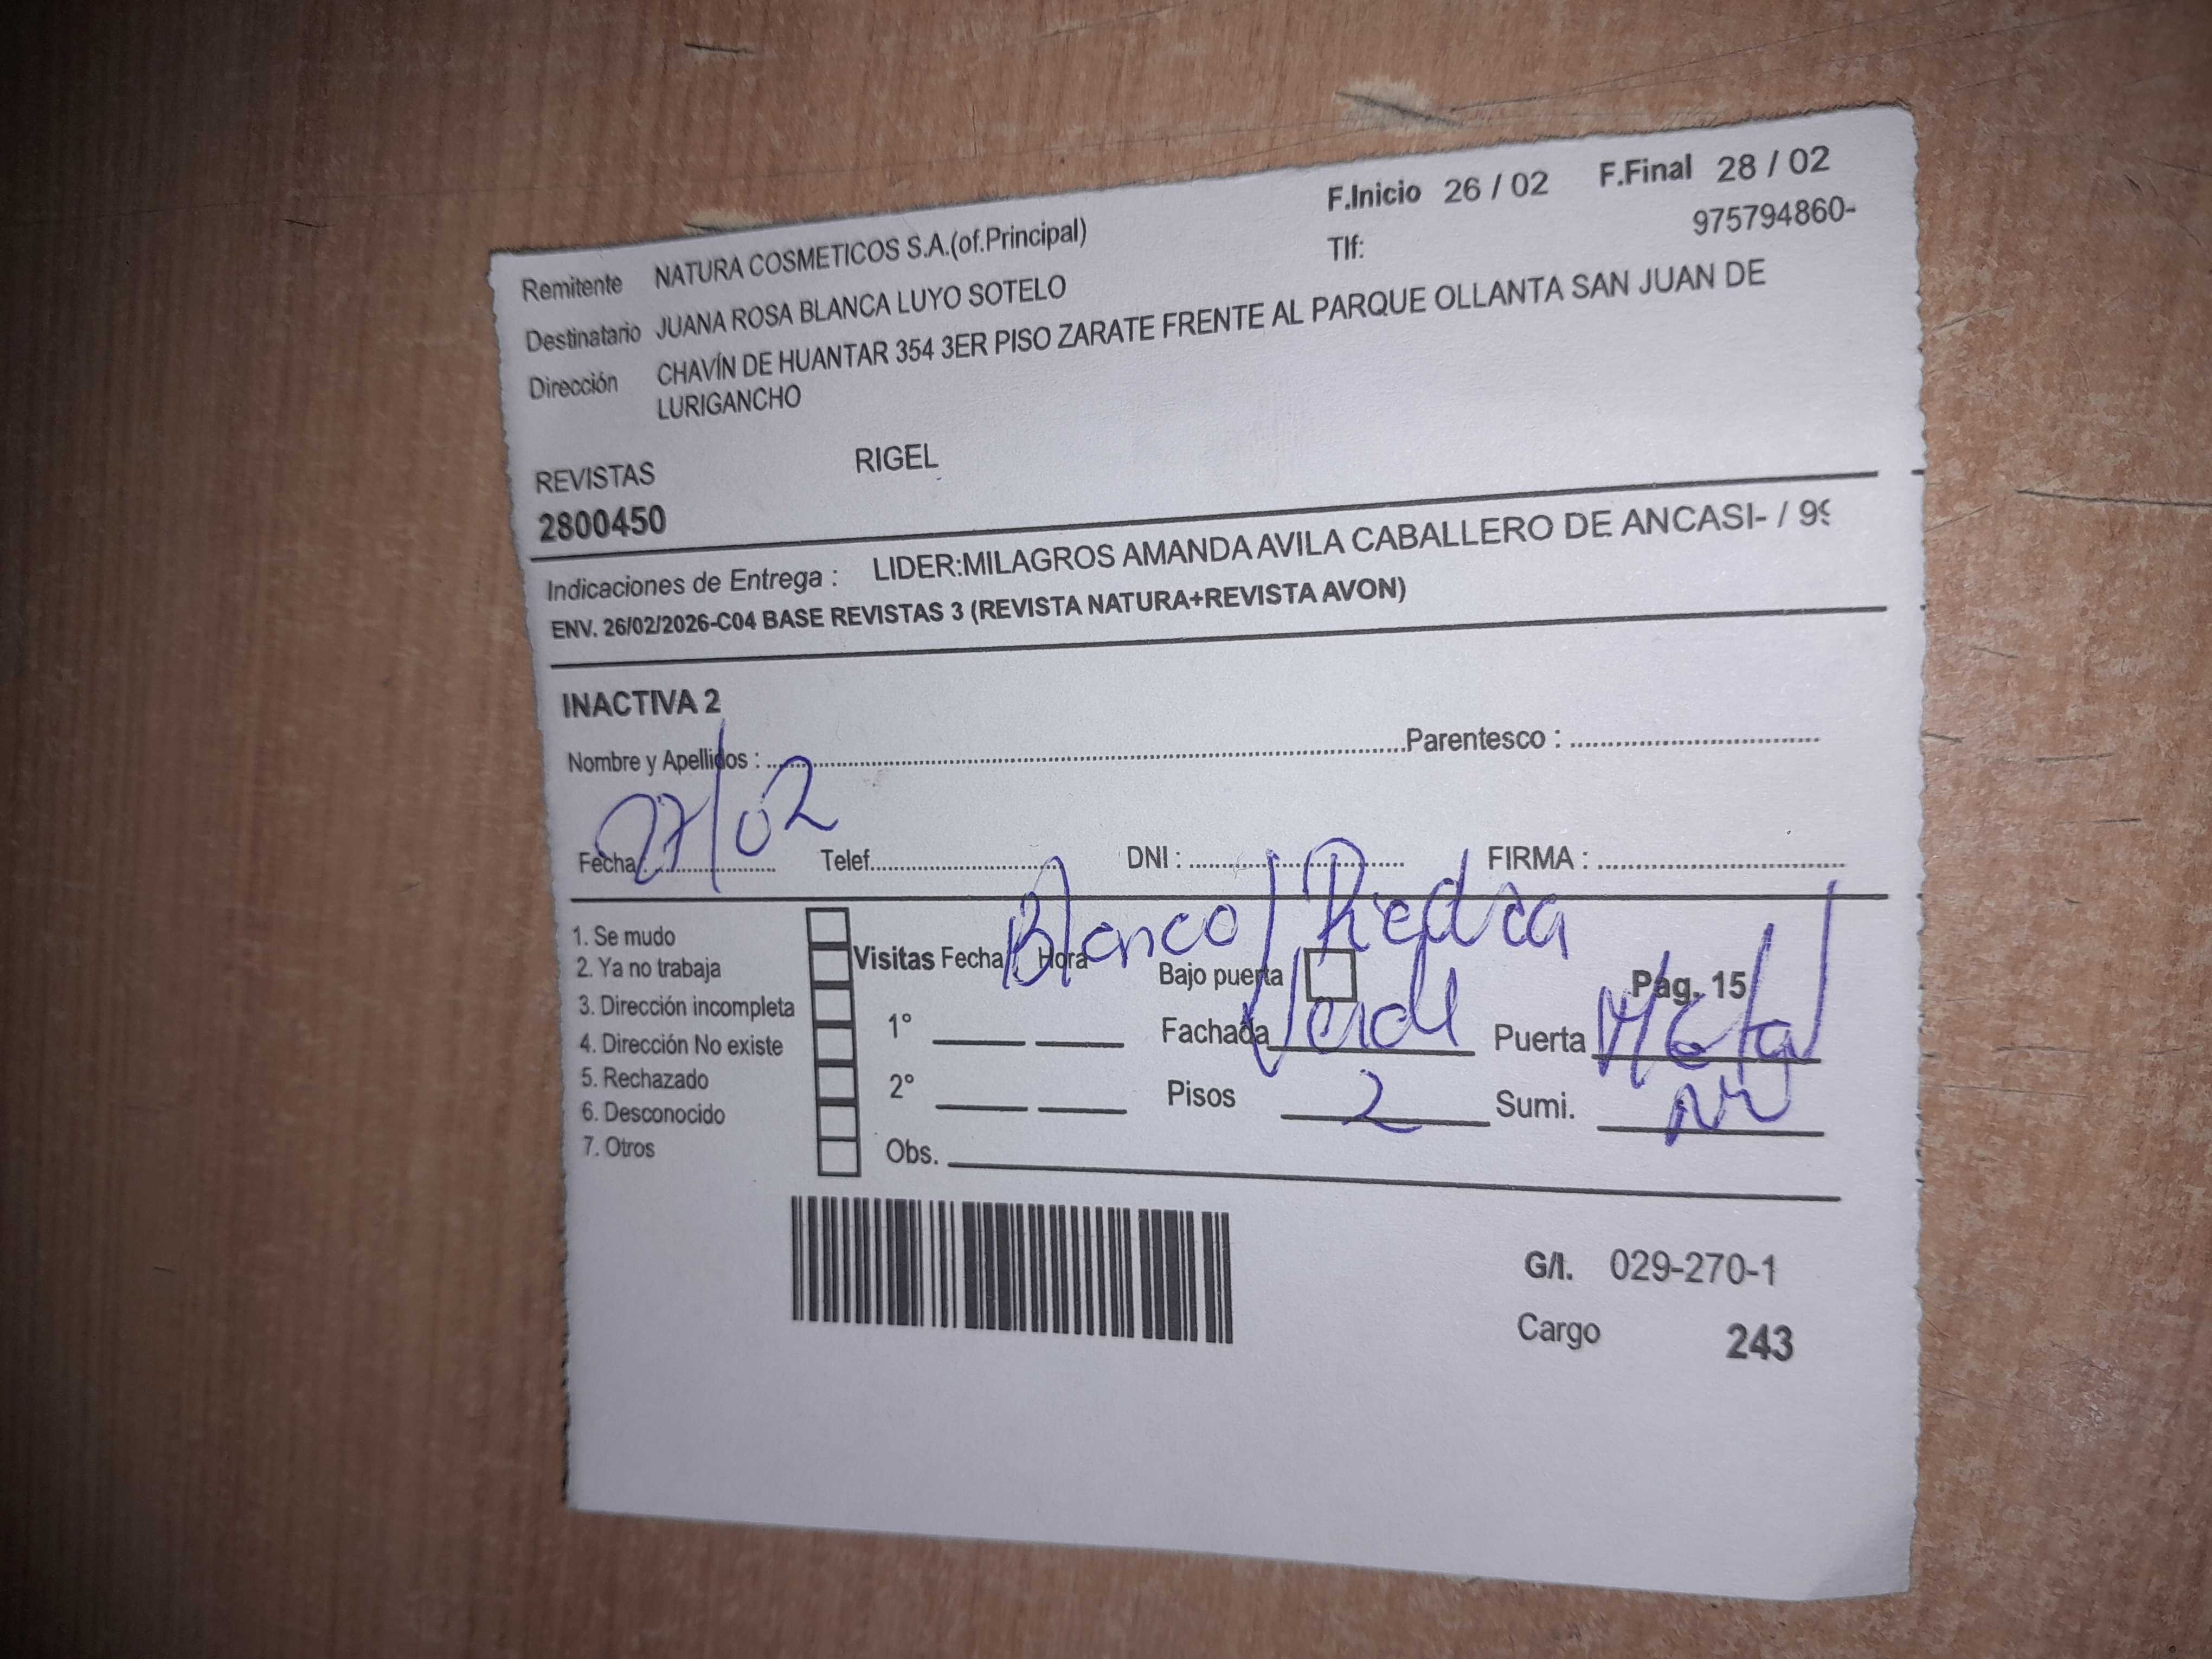 F.Inicio 26 / 02 F.Final 28 / 02
Remitente NATURA COSMETICOS S.A.(of.Principal) Tlf: 975794860-
Destinatario JUANA ROSA BLANCA LUYO SOTELO
Dirección CHAVÍN DE HUANTAR 354 3ER PISO ZARATE FRENTE AL PARQUE OLLANTA SAN JUAN DE
LURIGANCHO
REVISTAS RIGEL
2800450
Indicaciones de Entrega : LIDER:MILAGROS AMANDA AVILA CABALLERO DE ANCASI- / 99
ENV. 26/02/2026-C04 BASE REVISTAS 3 (REVISTA NATURA+REVISTA AVON)
INACTIVA 2
Nombre y Apellidos : Parentesco :
Fecha 27/02 Telef. DNI : FIRMA :
Blanco / Piedra
1. Se mudo
2. Ya no trabaja
3. Dirección incompleta
4. Dirección No existe
5. Rechazado
6. Desconocido
7. Otros
Visitas Fecha Hora Bajo puerta Pág. 15
1° Fachada Verde Puerta Metal
2° Pisos 2 Sumi.
Obs.
G/I. 029-270-1
Cargo 243